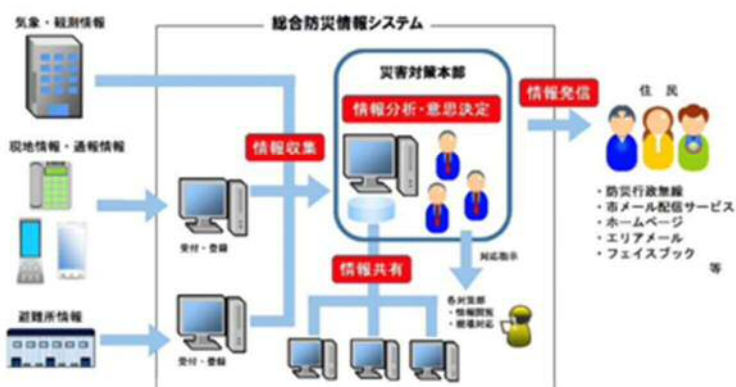 気象・観測情報
総合防災情報システム
災害対策本部
情報分析・意思決定
情報発信
住 民
現地情報・通報情報
情報収集
受付・登録
・防災行政無線
・市メール配信サービス
・ホームページ
・エリアメール
・フェイスブック
等
情報共有
対応指示
避難所情報
受付・登録
各対策部
・情報閲覧
・現場対応